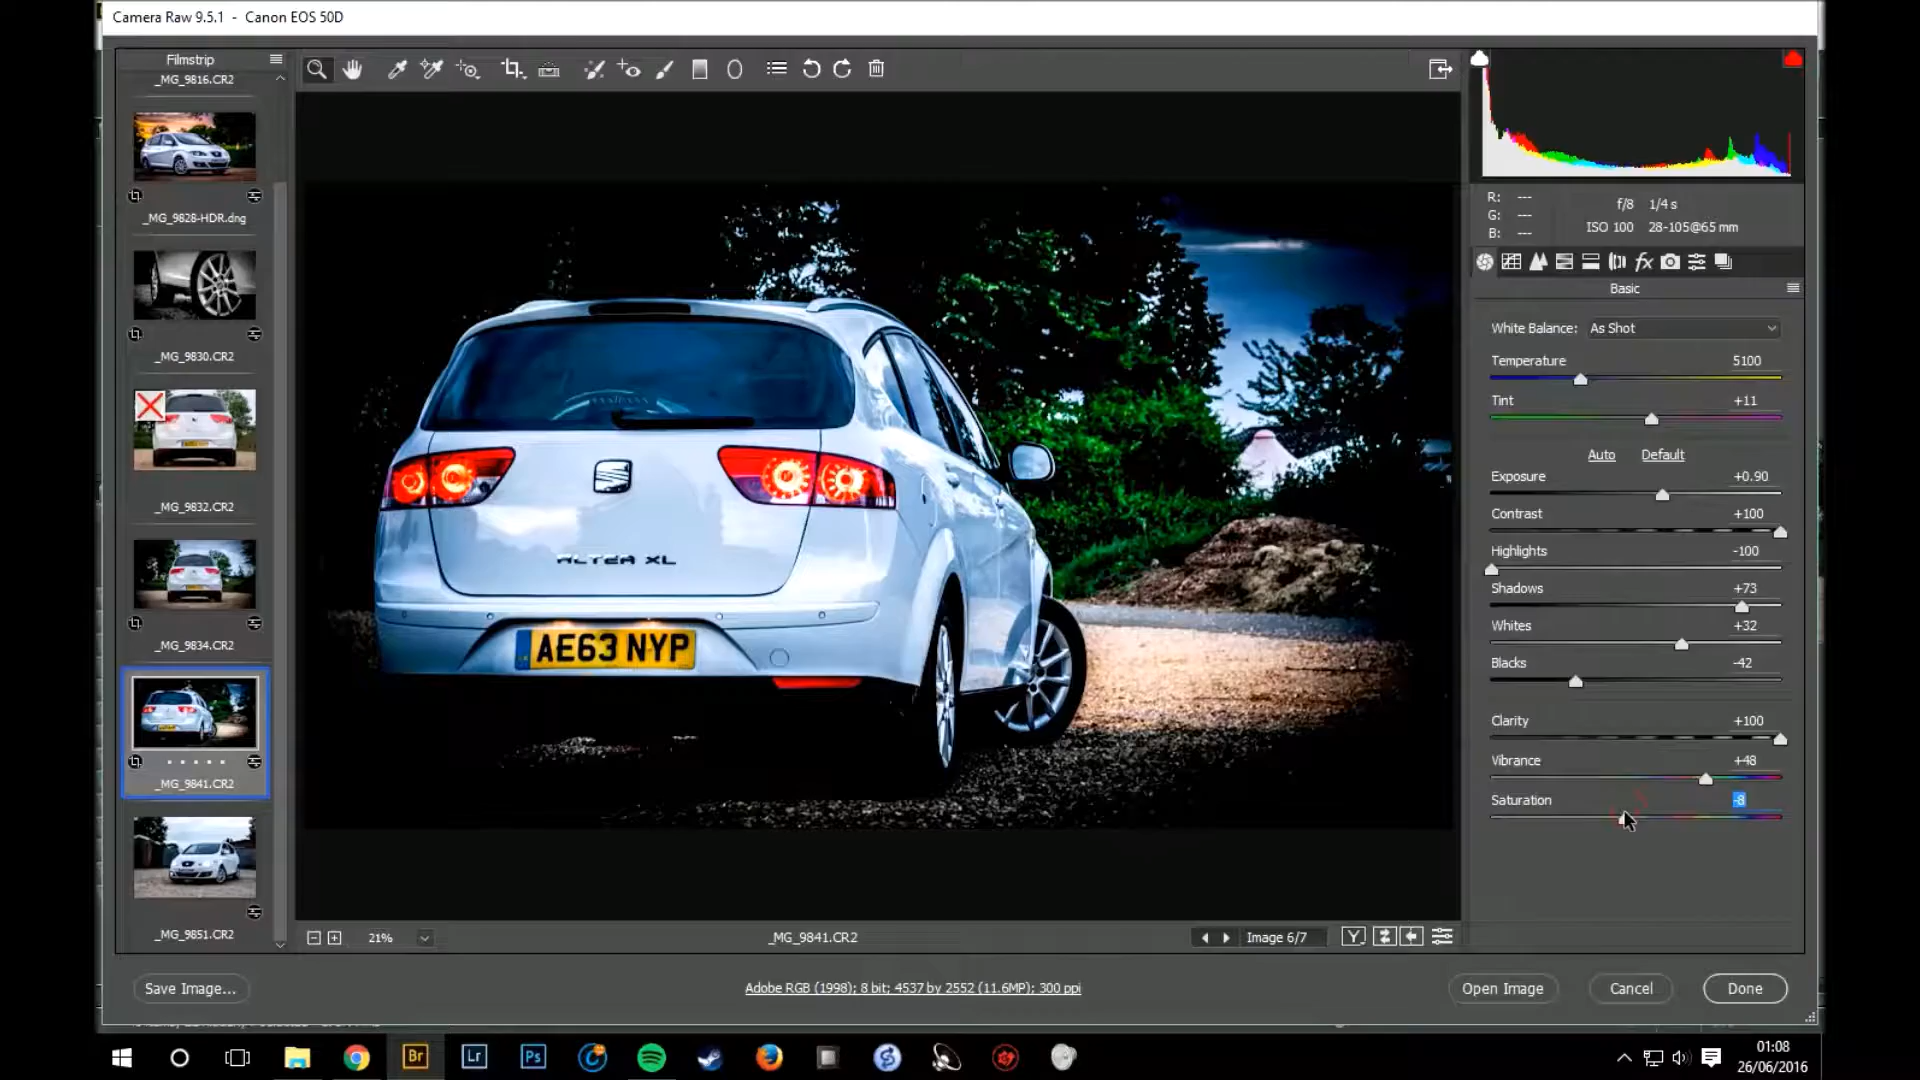 Camera Raw 9.5.1 - Canon EOS 50D
Filmstrip
_MG_9816.CR2
_MG_9828-HDR.dng
_MG_9830.CR2
_MG_9832.CR2
_MG_9834.CR2
_MG_9841.CR2
_MG_9851.CR2
ALTEA XL
AE63 NYP
R: ---
G: ---
B: ---
f/8 1/4 s
ISO 100 28-105@65 mm
fx
Basic
White Balance: As Shot
Temperature 5100
Tint +11
Auto Default
Exposure +0.90
Contrast +100
Highlights -100
Shadows +73
Whites +32
Blacks -42
Clarity +100
Vibrance +48
Saturation -8
21%
_MG_9841.CR2
Image 6/7
Y
Save Image...
Adobe RGB (1998); 8 bit; 4537 by 2552 (11.6MP); 300 ppi
Open Image
Cancel
Done
Br
Lr
Ps
01:08
26/06/2016